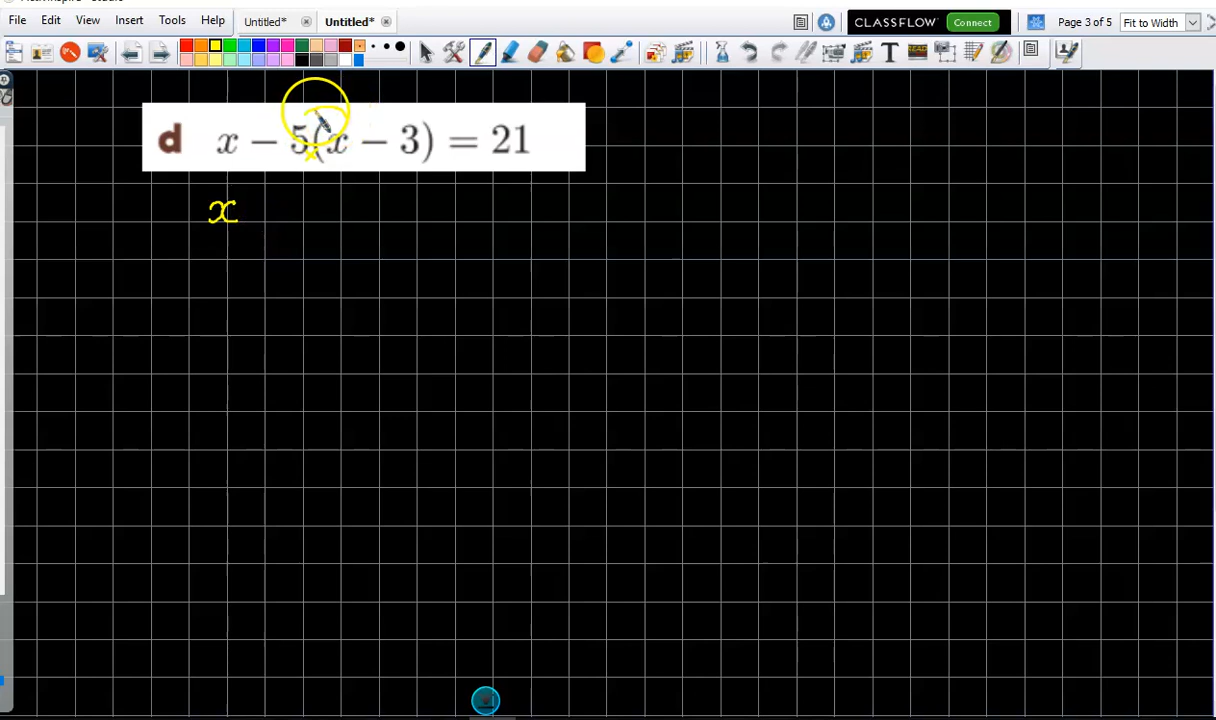 File Edit View Insert Tools Help
Untitled* Untitled*
CLASSFLOW Connect
Page 3 of 5 Fit to Width
T
d x − 5(x − 3) = 21
x
x